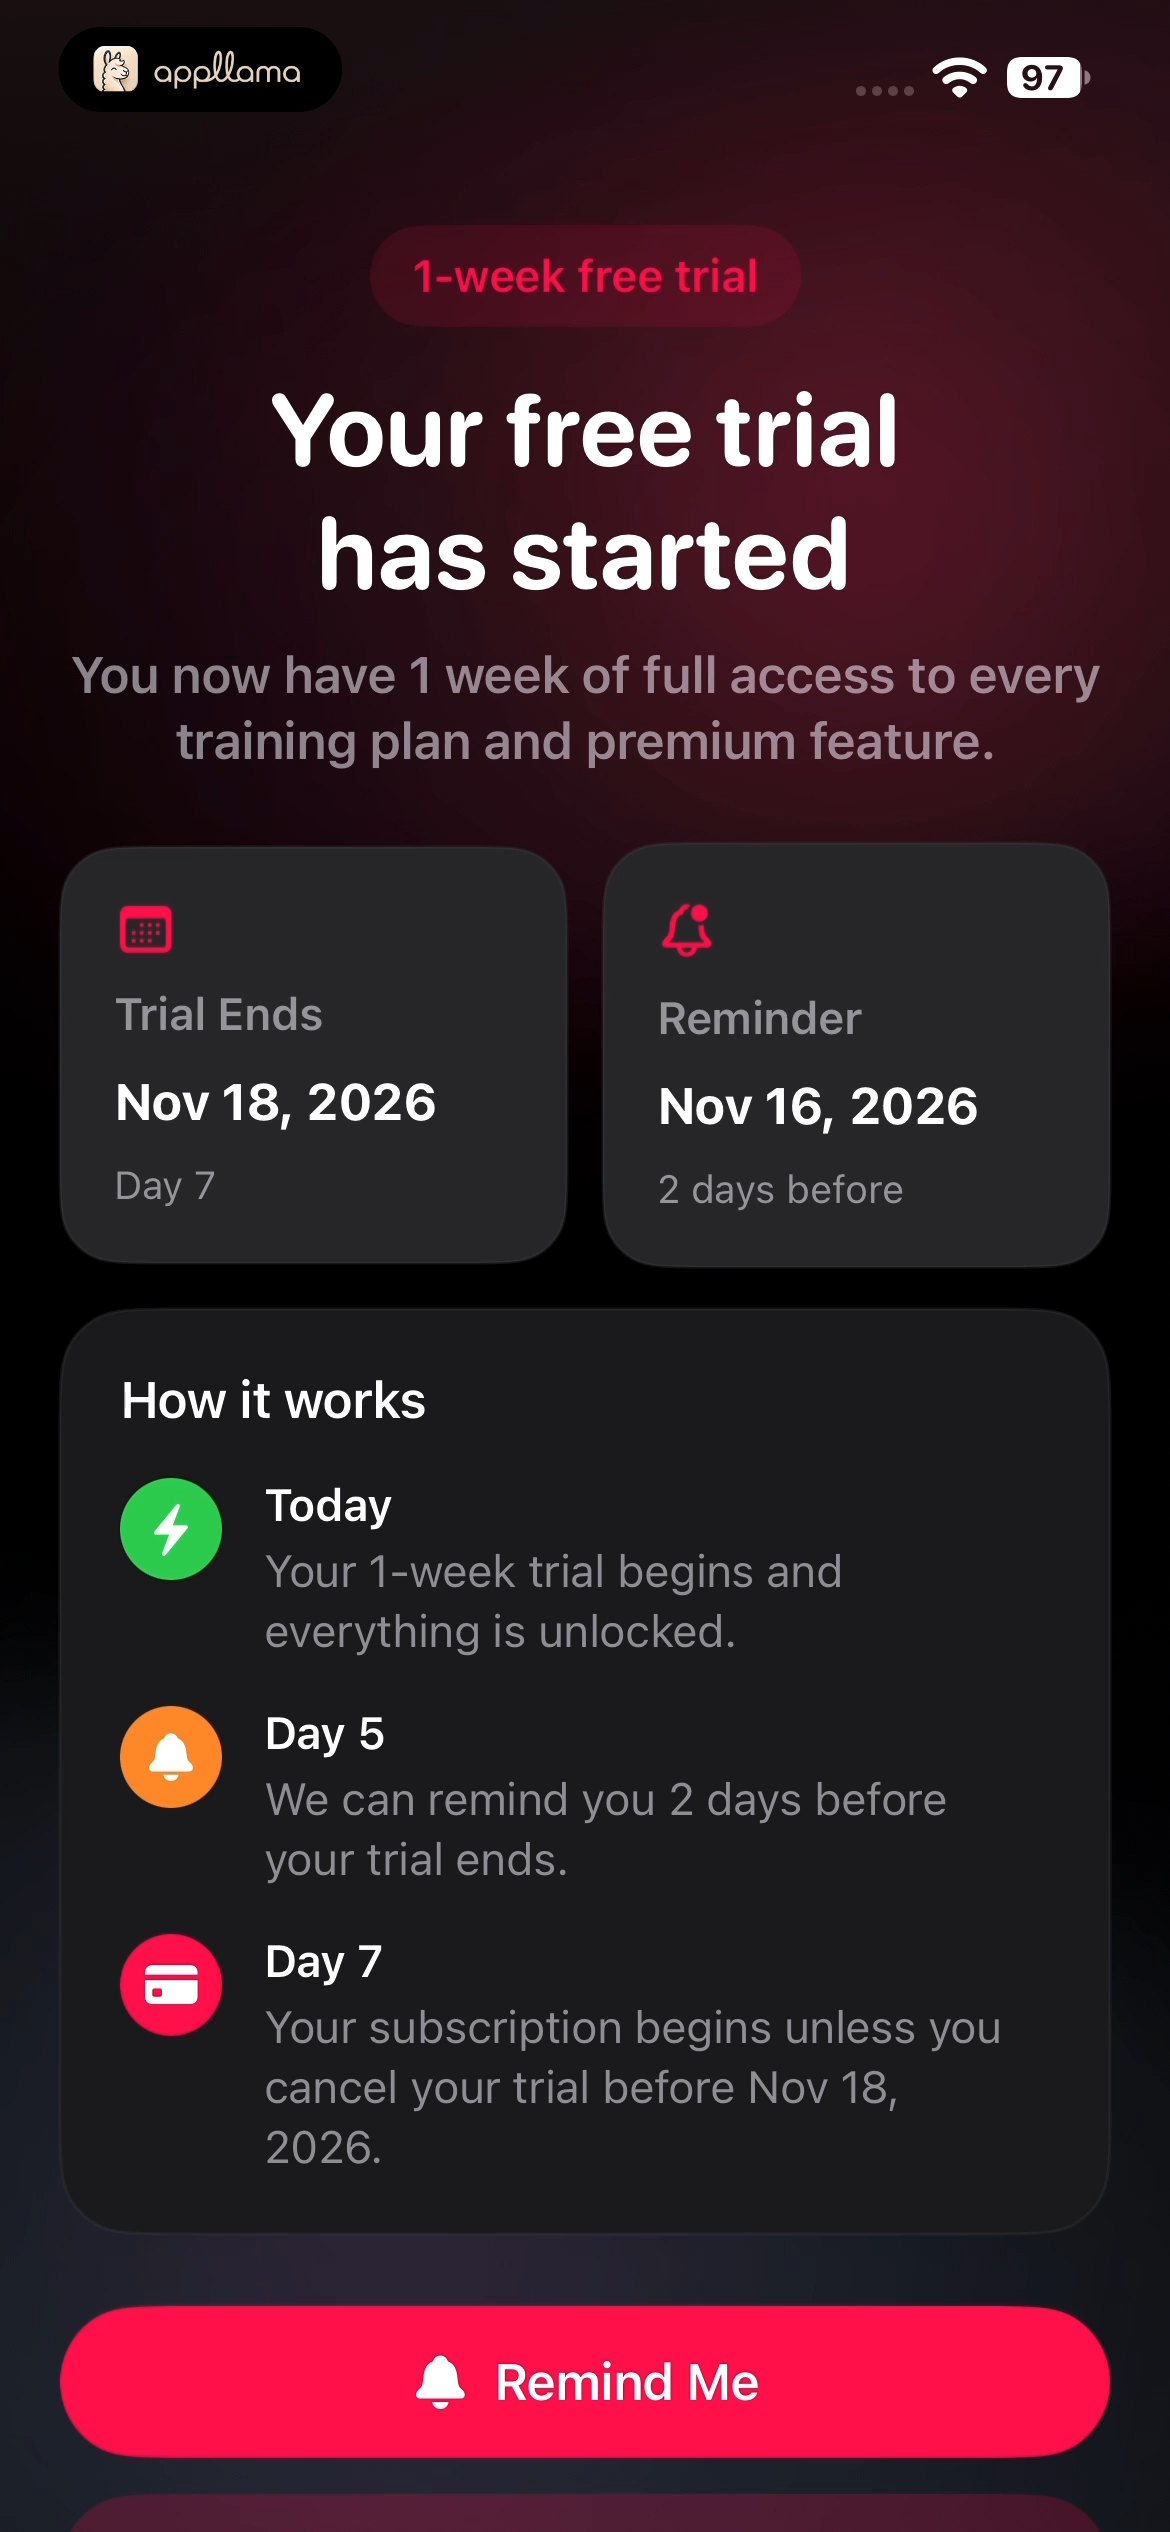 appllama
97
1-week free trial
Your free trial
has started
You now have 1 week of full access to every
training plan and premium feature.
Trial Ends
Nov 18, 2026
Day 7
Reminder
Nov 16, 2026
2 days before
How it works
Today
Your 1-week trial begins and
everything is unlocked.
Day 5
We can remind you 2 days before
your trial ends.
Day 7
Your subscription begins unless you
cancel your trial before Nov 18,
2026.
Remind Me